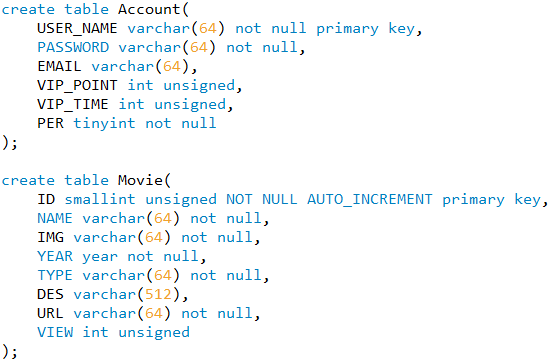 create table Account(
    USER_NAME varchar(64) not null primary key,
    PASSWORD varchar(64) not null,
    EMAIL varchar(64),
    VIP_POINT int unsigned,
    VIP_TIME int unsigned,
    PER tinyint not null
);

create table Movie(
    ID smallint unsigned NOT NULL AUTO_INCREMENT primary key,
    NAME varchar(64) not null,
    IMG varchar(64) not null,
    YEAR year not null,
    TYPE varchar(64) not null,
    DES varchar(512),
    URL varchar(64) not null,
    VIEW int unsigned
);